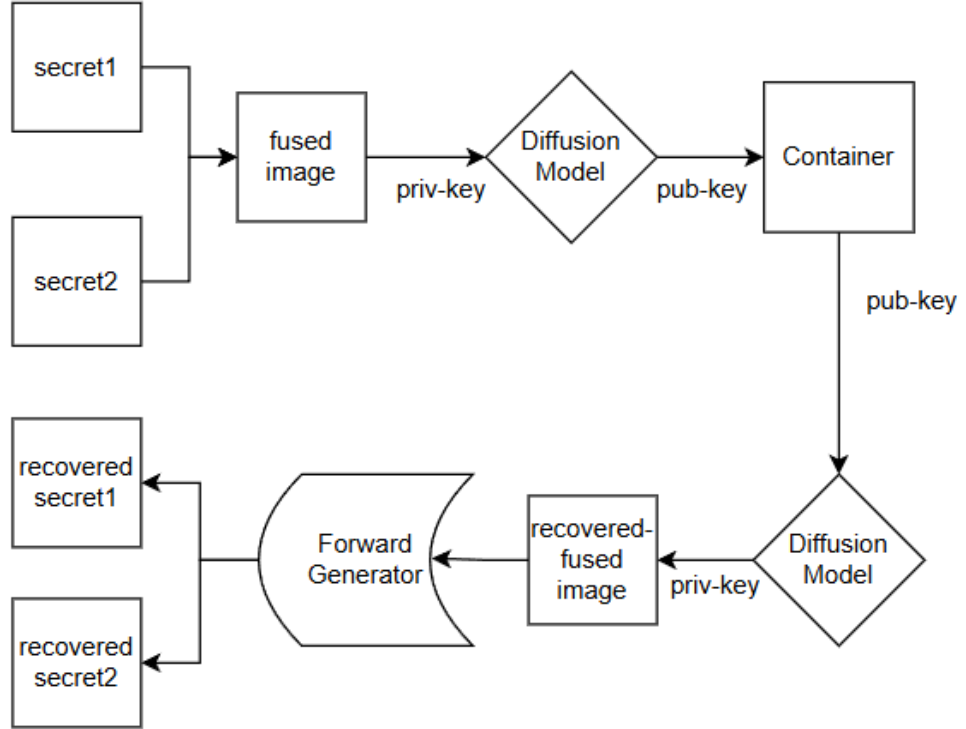 secret1
fused
image
priv-key
Diffusion
Model
pub-key
Container
secret2
pub-key
recovered
secret1
Forward
Generator
recovered-
fused
image
priv-key
Diffusion
Model
recovered
secret2